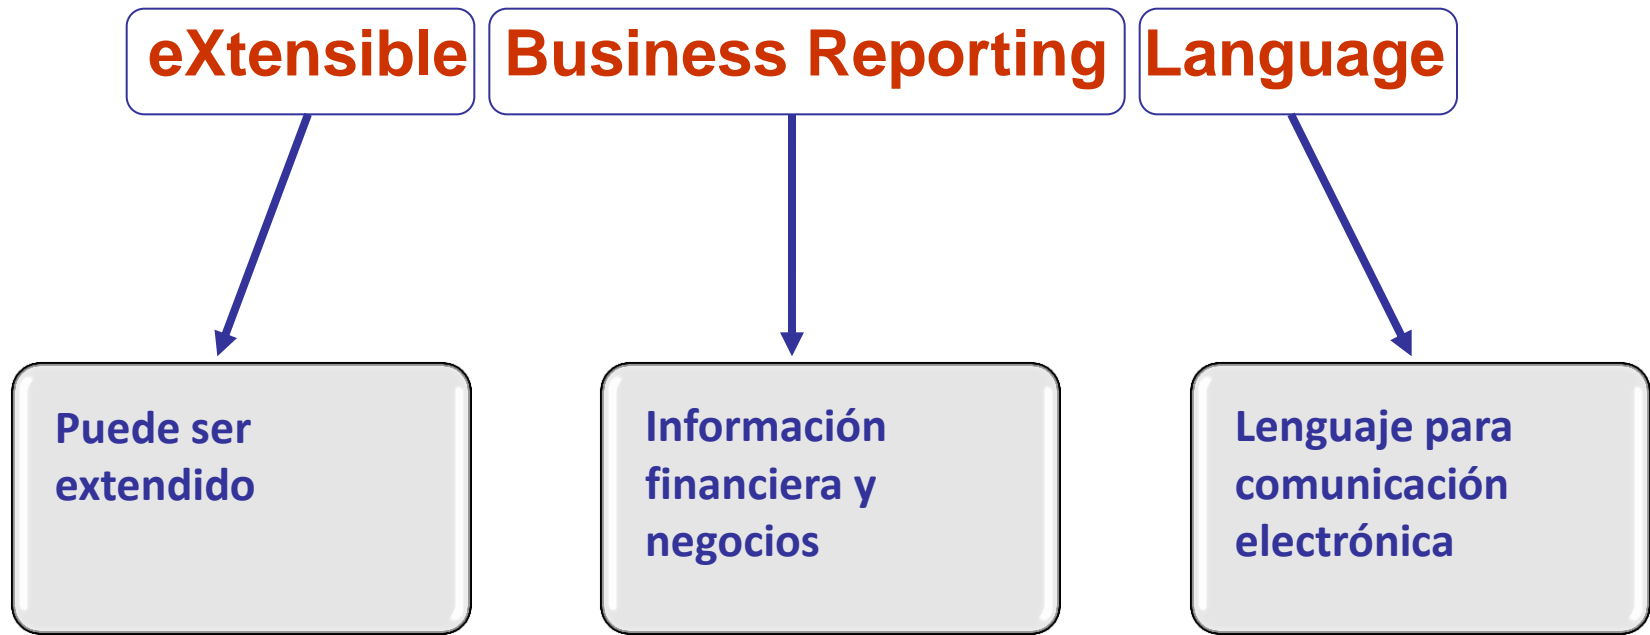 eXtensible Business Reporting Language
Puede ser
extendido
Información
financiera y
negocios
Lenguaje para
comunicación
electrónica